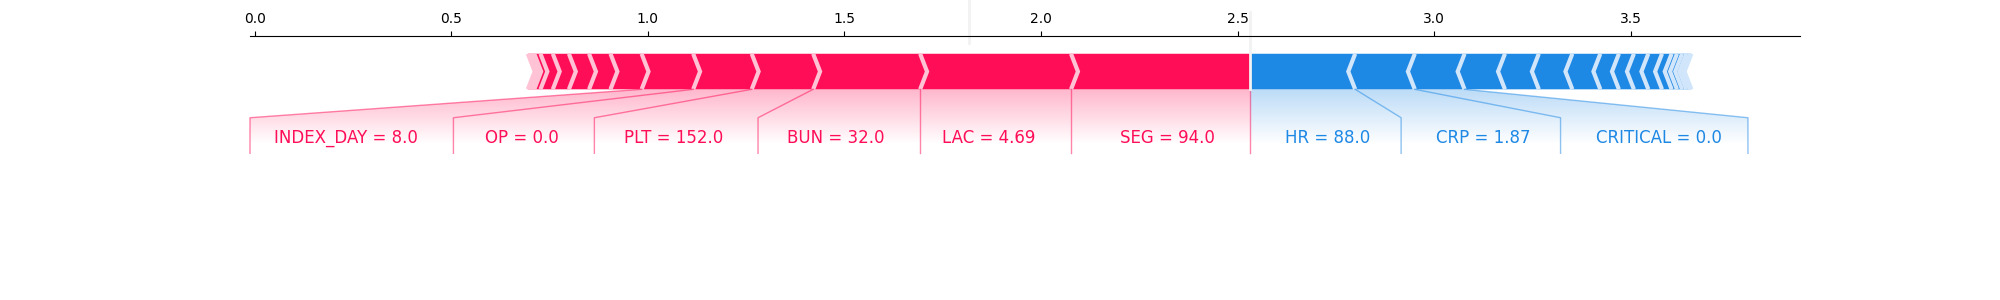 0.0 0.5 1.0 1.5 2.0 2.5 3.0 3.5
INDEX_DAY = 8.0 OP = 0.0 PLT = 152.0 BUN = 32.0 LAC = 4.69 SEG = 94.0 HR = 88.0 CRP = 1.87 CRITICAL = 0.0